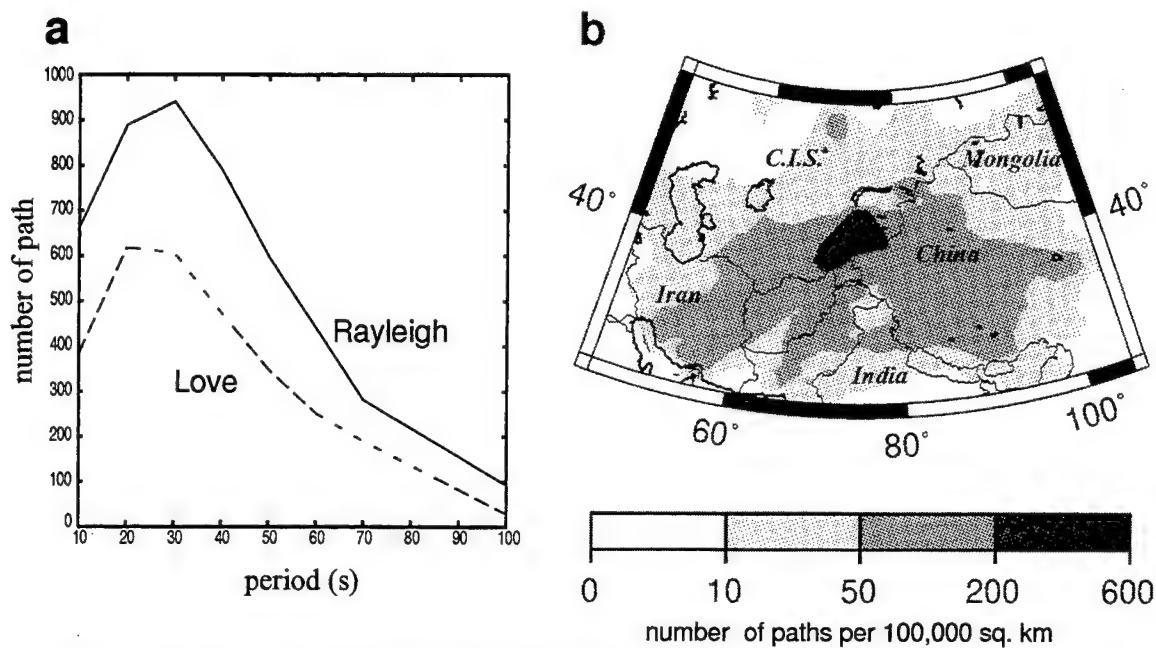 a
1000
900
800
700
600
500
400
300
200
100
0
number of path
Rayleigh
Love
10 20 30 40 50 60 70 80 90 100
period (s)
b
C.I.S.*
Mongolia
40°
40°
China
Iran
India
60°
80°
100°
0 10 50 200 600
number of paths per 100,000 sq. km